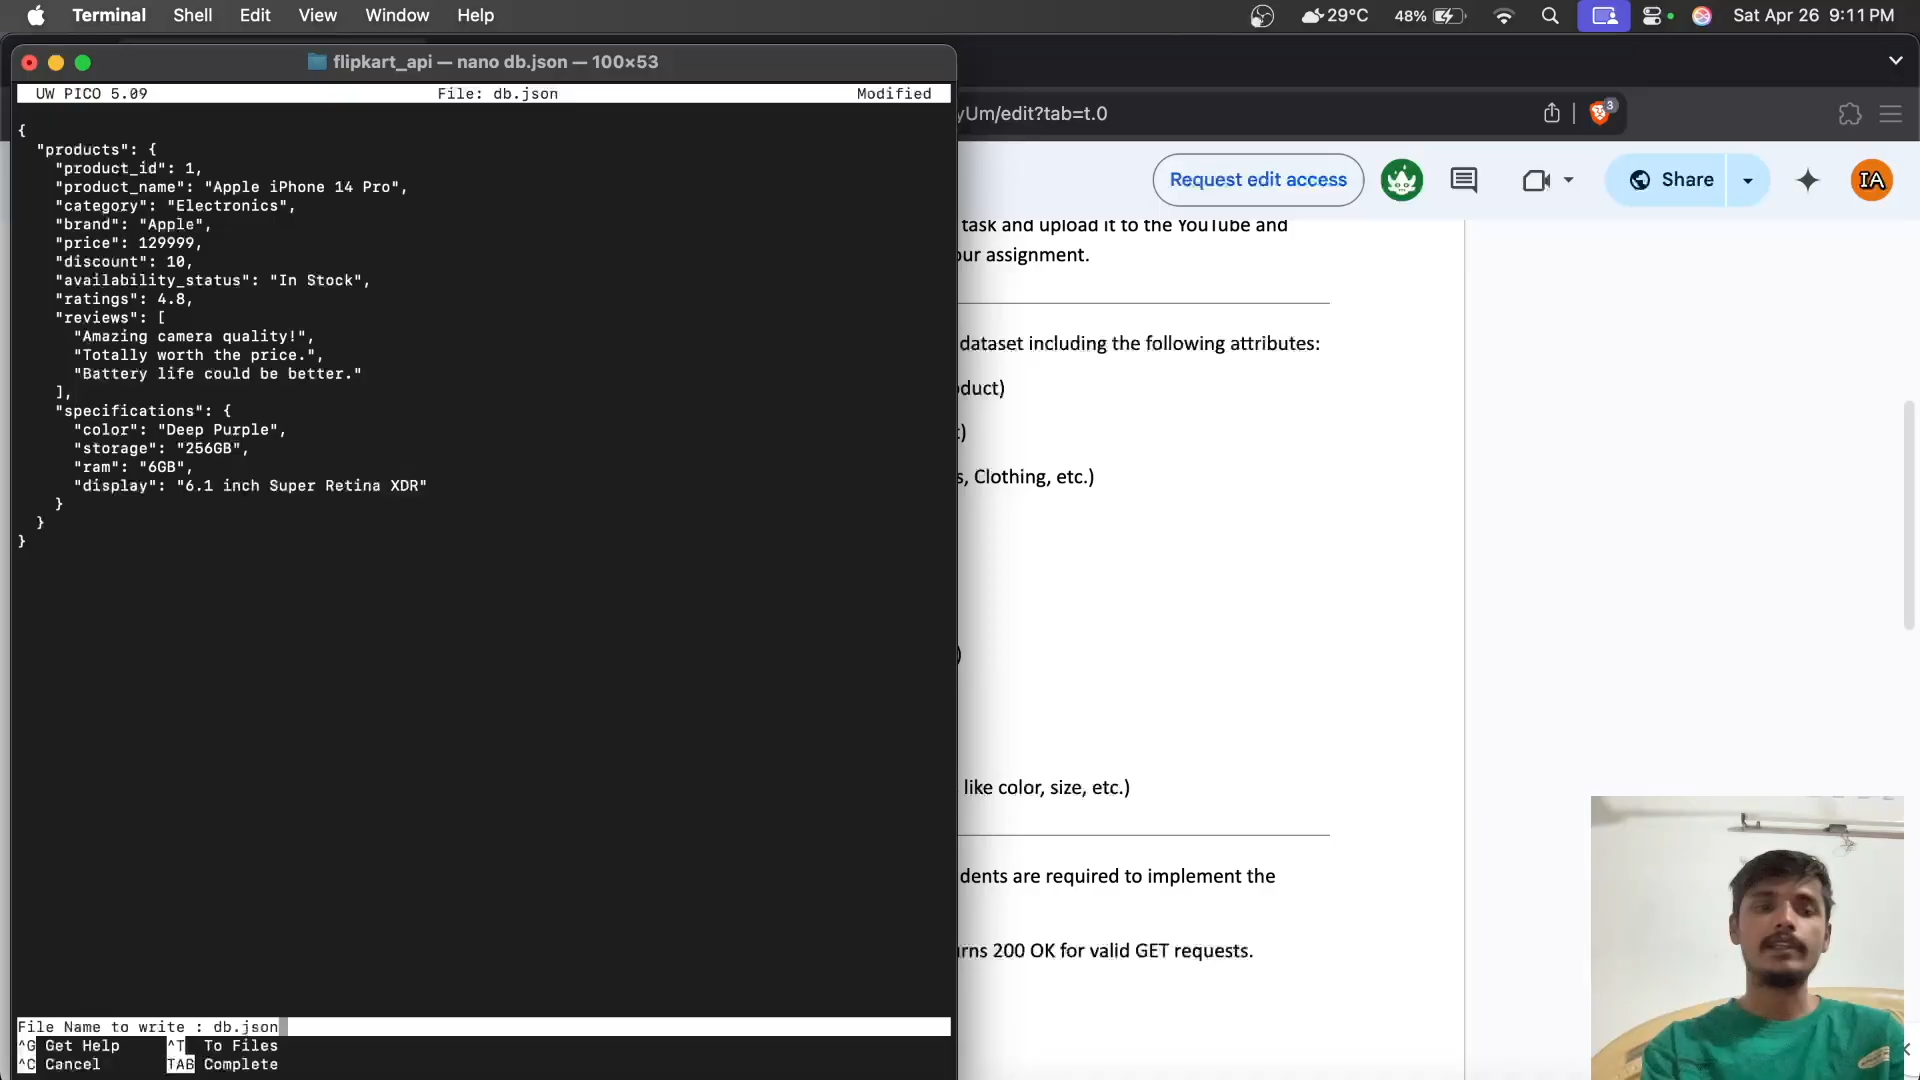 Terminal Shell Edit View Window Help 29°C 48% Sat Apr 26 9:11 PM
flipkart_api — nano db.json — 100×53
UW PICO 5.09 File: db.json Modified
{
"products": {
"product_id": 1,
"product_name": "Apple iPhone 14 Pro",
"category": "Electronics",
"brand": "Apple",
"price": 129999,
"discount": 10,
"availability_status": "In Stock",
"ratings": 4.8,
"reviews": [
"Amazing camera quality!",
"Totally worth the price.",
"Battery life could be better."
],
"specifications": {
"color": "Deep Purple",
"storage": "256GB",
"ram": "6GB",
"display": "6.1 inch Super Retina XDR"
}
}
}
File Name to write : db.json
^G Get Help ^T To Files
^C Cancel TAB Complete
yUm/edit?tab=t.0 3
Request edit access Share IA
task and upload it to the YouTube and
our assignment.
dataset including the following attributes:
oduct)
t)
s, Clothing, etc.)
)
like color, size, etc.)
dents are required to implement the
urns 200 OK for valid GET requests.